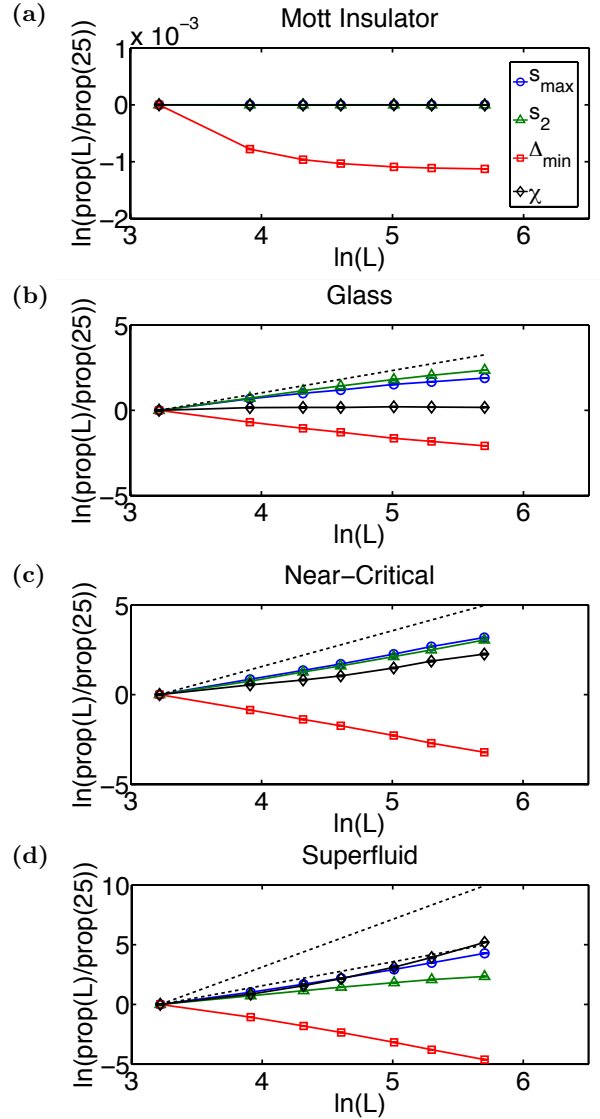 (a)
Mott Insulator
x 10⁻³
1
0
−1
−2
3
4
5
6
ln(L)
ln(prop(L)/prop(25))
s_max
s_2
Δ_min
χ
(b)
Glass
5
0
−5
3
4
5
6
ln(L)
ln(prop(L)/prop(25))
(c)
Near−Critical
5
0
−5
3
4
5
6
ln(L)
ln(prop(L)/prop(25))
(d)
Superfluid
10
5
0
−5
3
4
5
6
ln(L)
ln(prop(L)/prop(25))